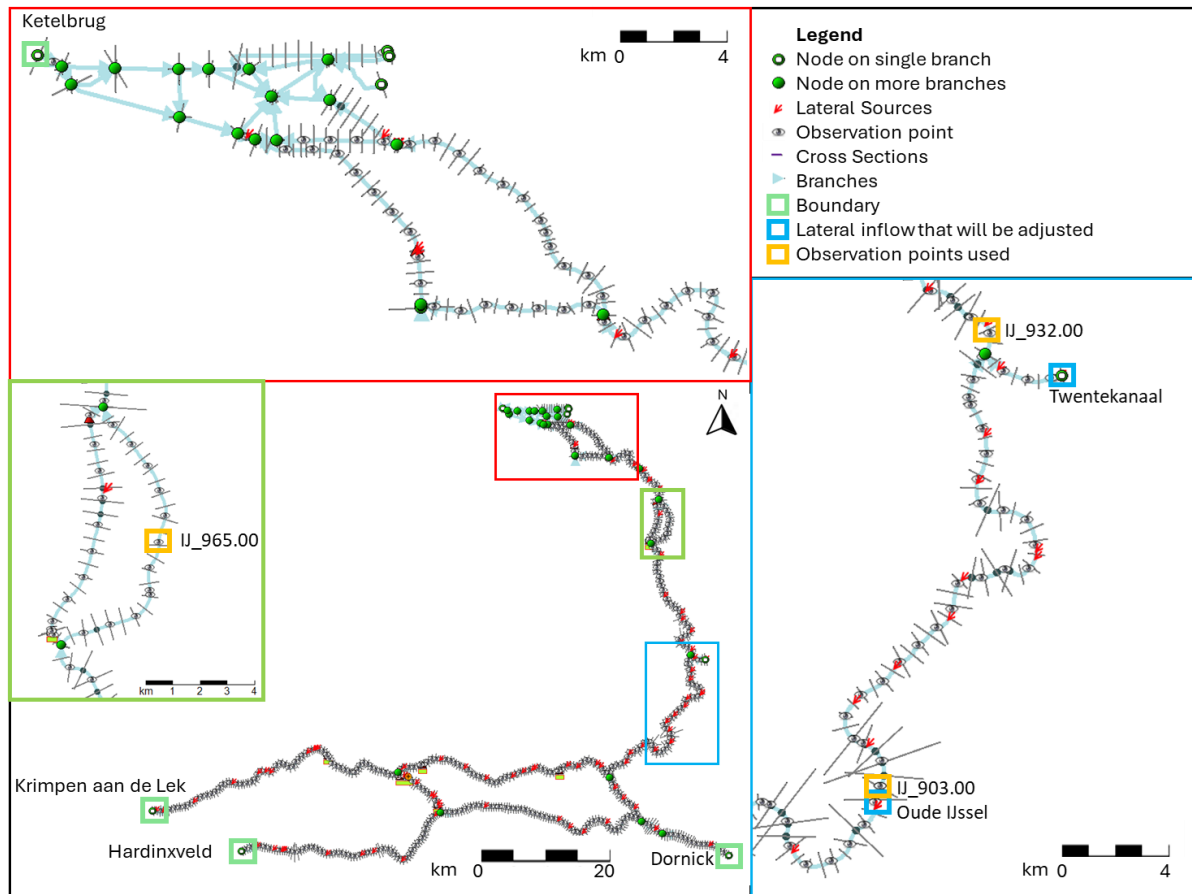 Ketelbrug
km 0 4
Legend
Node on single branch
Node on more branches
Lateral Sources
Observation point
Cross Sections
Branches
Boundary
Lateral inflow that will be adjusted
Observation points used
IJ_932.00
Twentekanaal
N
IJ_965.00
km 1 2 3 4
Krimpen aan de Lek
Hardinxveld
km 0 20
Dornick
IJ_903.00
Oude IJssel
km 0 4